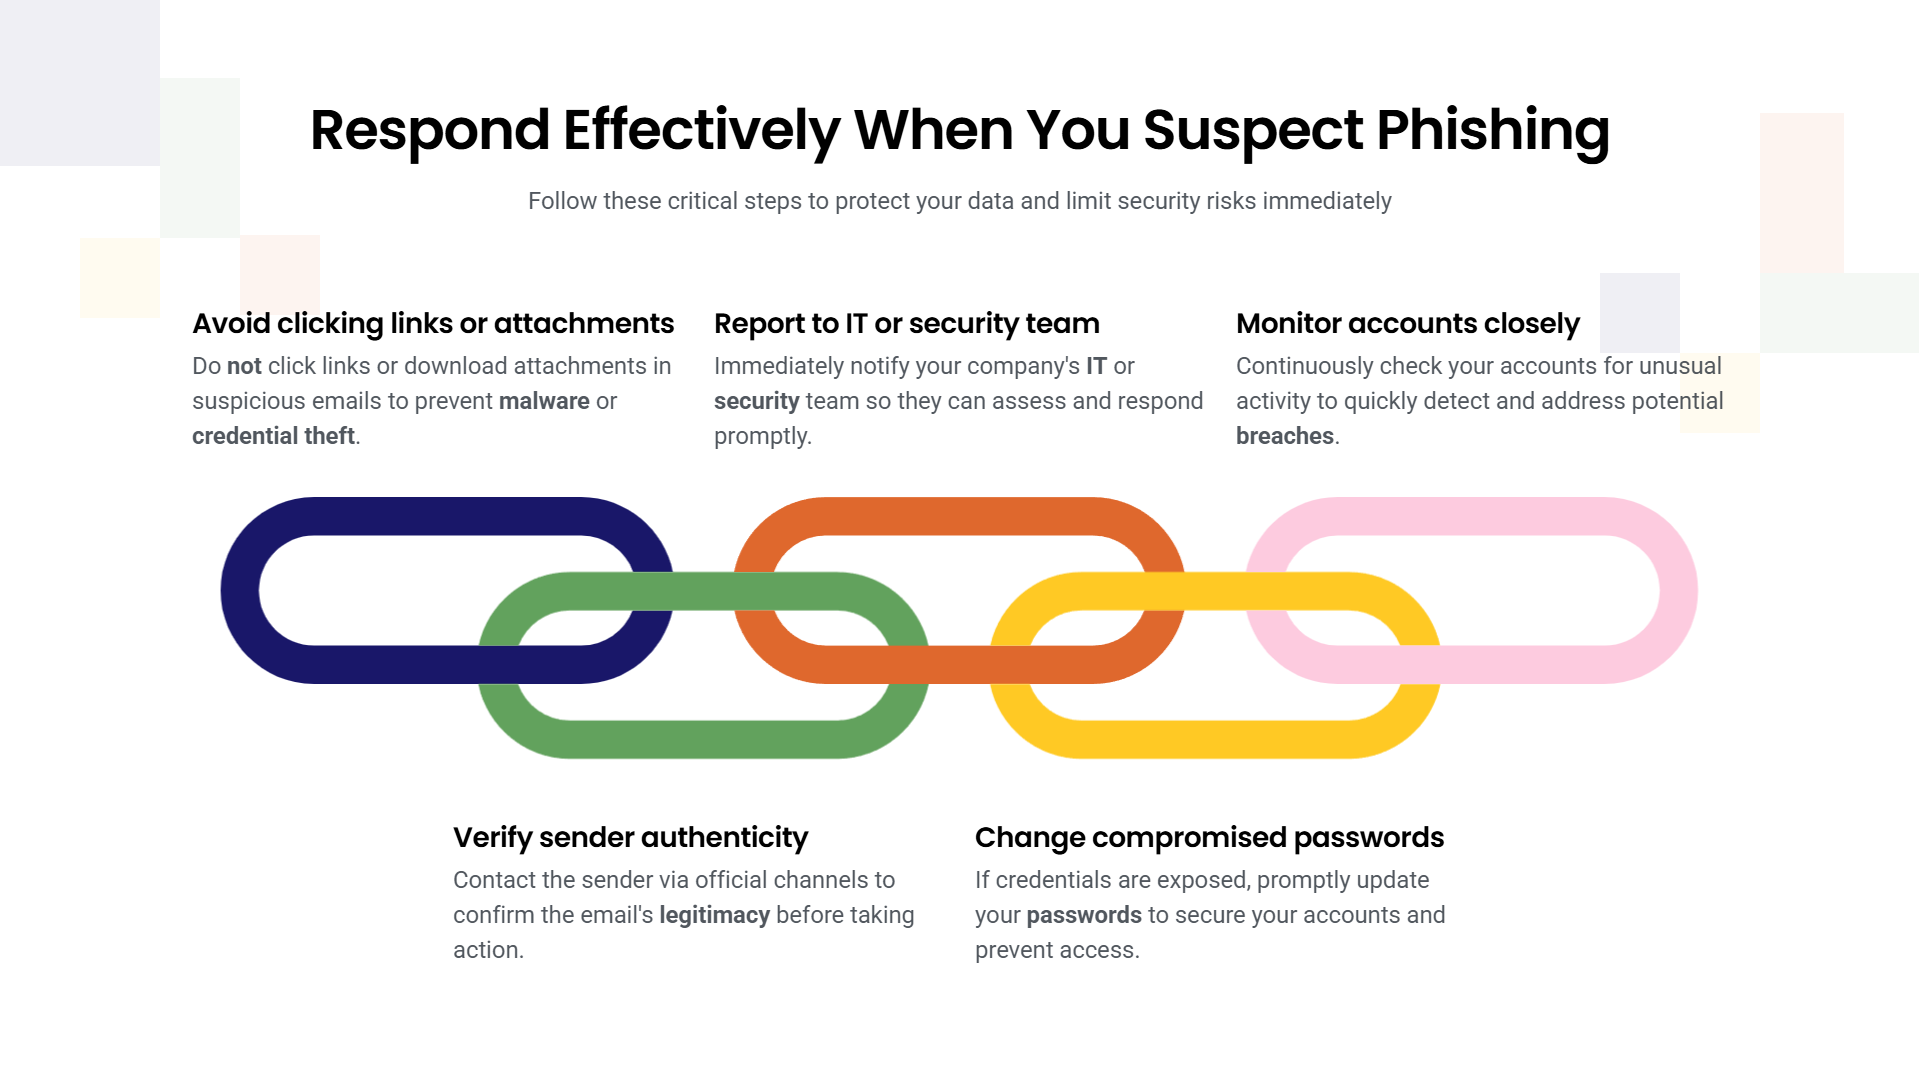 Respond Effectively When You Suspect Phishing
Follow these critical steps to protect your data and limit security risks immediately
Avoid clicking links or attachments
Do not click links or download attachments in
suspicious emails to prevent malware or
credential theft.
Report to IT or security team
Immediately notify your company's IT or
security team so they can assess and respond
promptly.
Monitor accounts closely
Continuously check your accounts for unusual
activity to quickly detect and address potential
breaches.
Verify sender authenticity
Contact the sender via official channels to
confirm the email's legitimacy before taking
action.
Change compromised passwords
If credentials are exposed, promptly update
your passwords to secure your accounts and
prevent access.